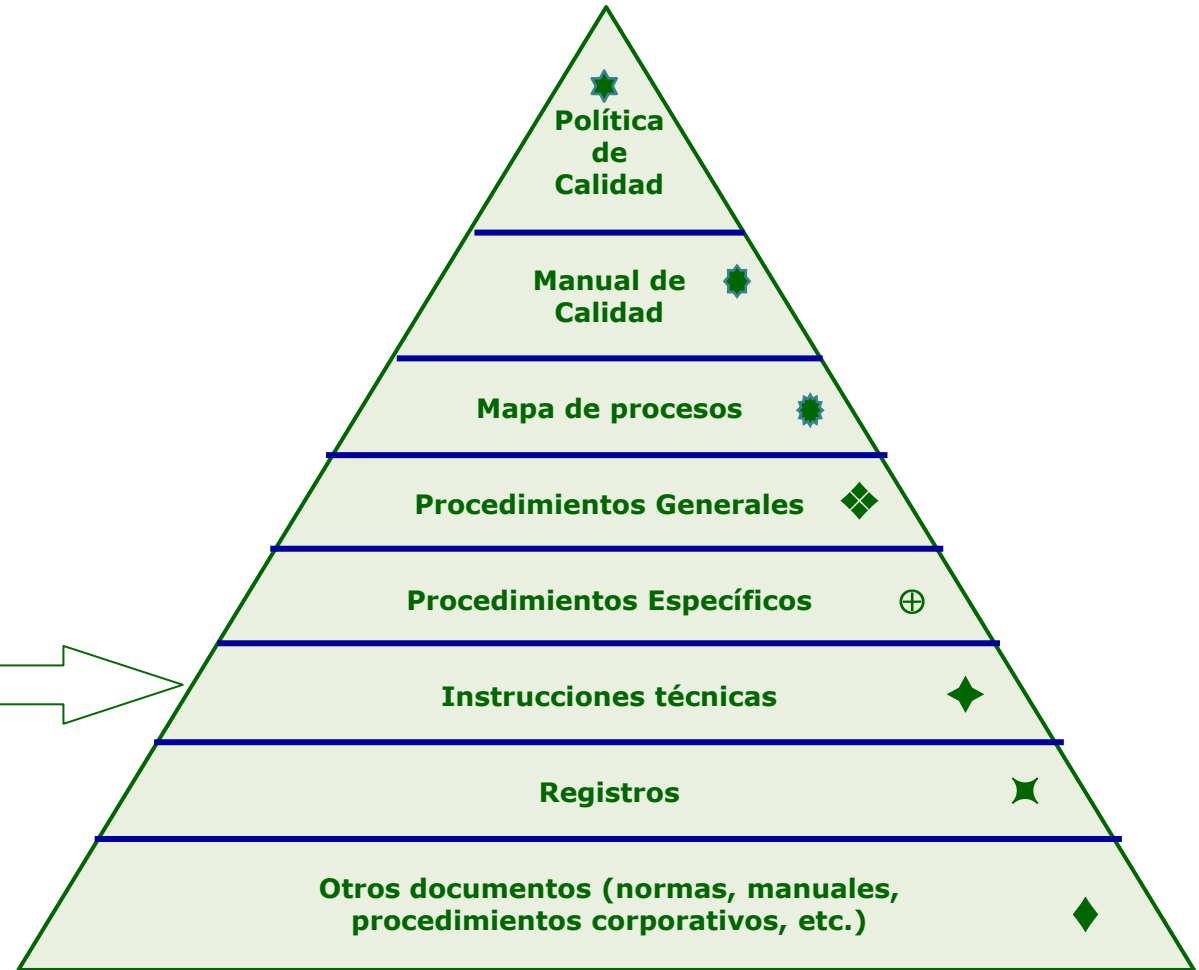 Política
de
Calidad
Manual de
Calidad
Mapa de procesos
Procedimientos Generales
Procedimientos Específicos
Instrucciones técnicas
Registros
Otros documentos (normas, manuales,
procedimientos corporativos, etc.)